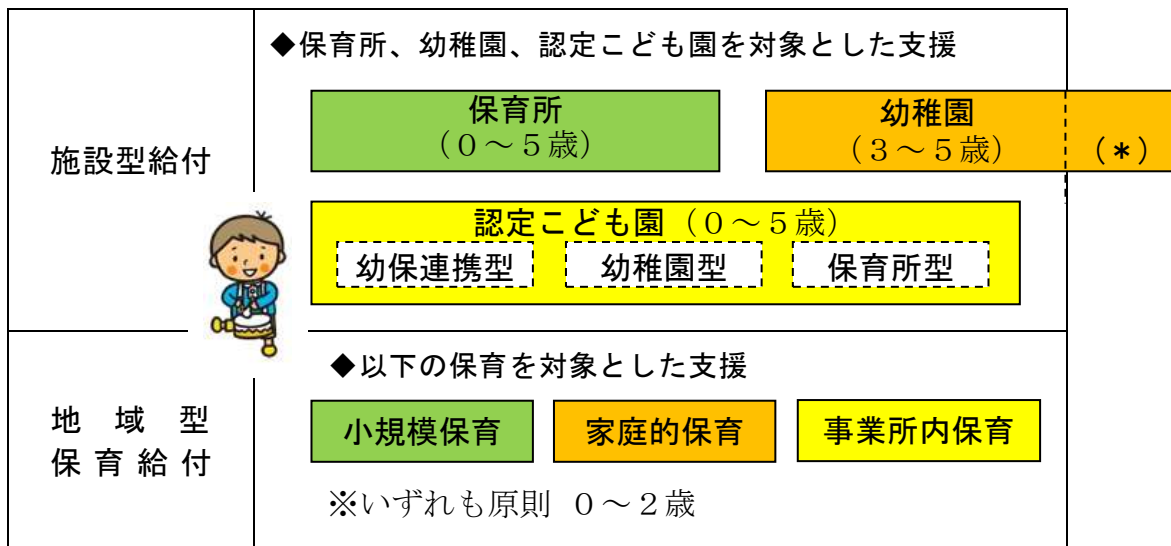 ◆保育所、幼稚園、認定こども園を対象とした支援
施設型給付
保育所
（０～５歳）
幼稚園
（３～５歳）
（＊）
認定こども園（０～５歳）
幼保連携型
幼稚園型
保育所型
地域型
保育給付
◆以下の保育を対象とした支援
小規模保育
家庭的保育
事業所内保育
※いずれも原則 ０～２歳